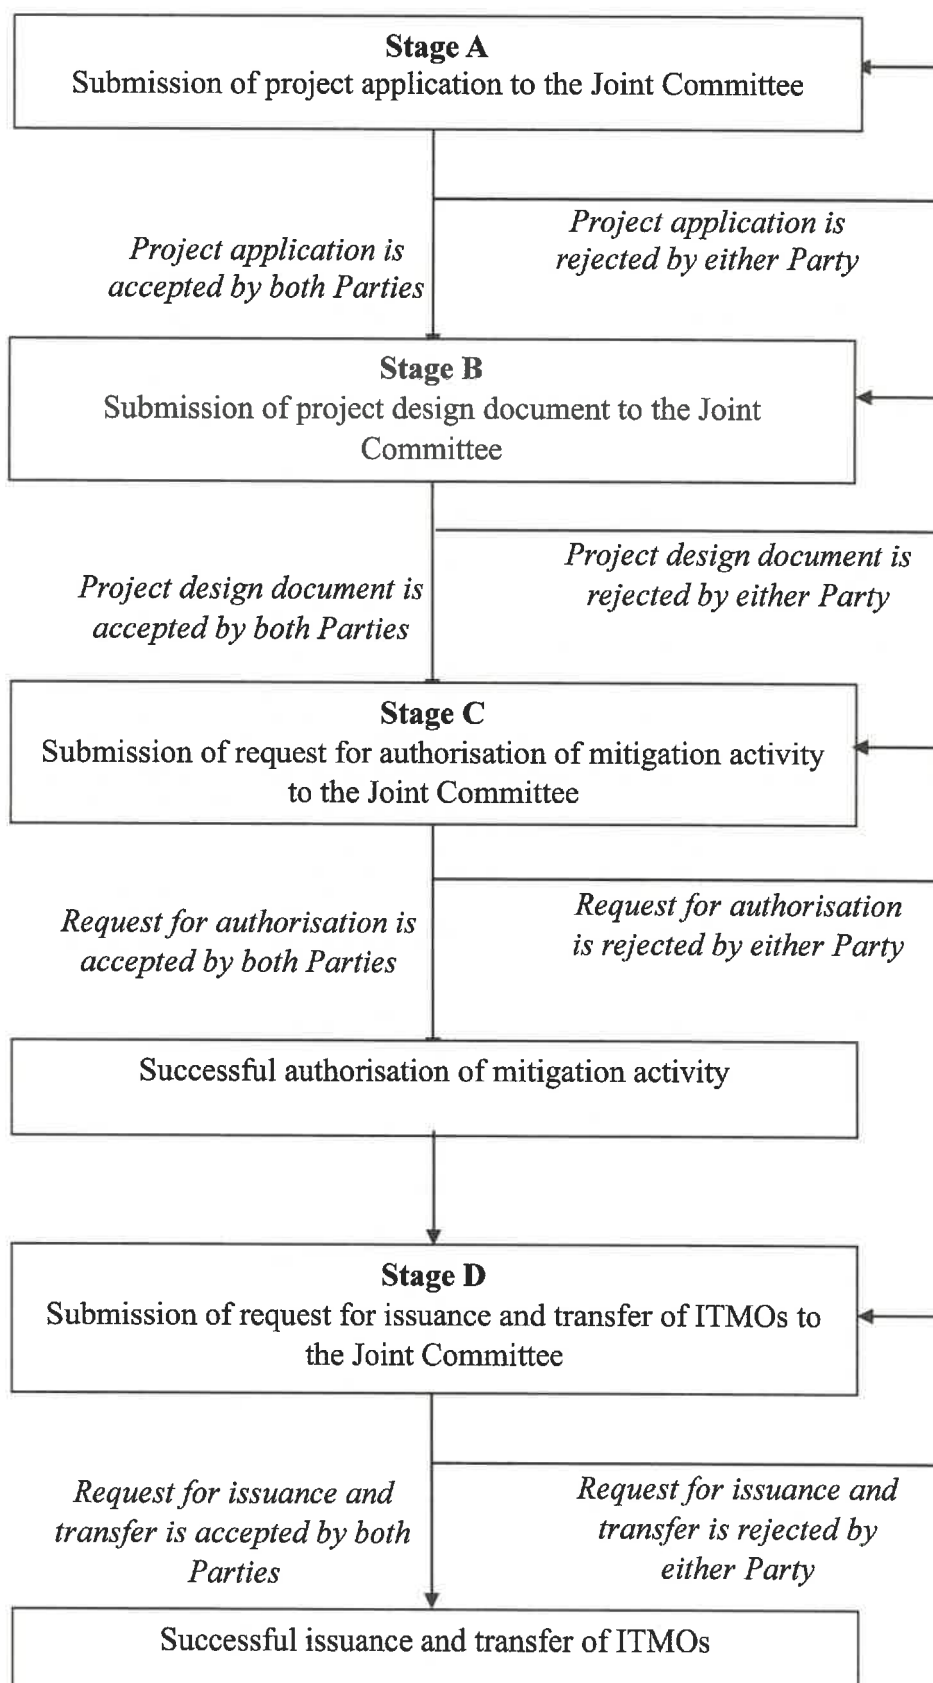 Stage A
Submission of project application to the Joint Committee
Project application is
rejected by either Party
Project application is
accepted by both Parties
Stage B
Submission of project design document to the Joint
Committee
Project design document is
rejected by either Party
Project design document is
accepted by both Parties
Stage C
Submission of request for authorisation of mitigation activity
to the Joint Committee
Request for authorisation
is rejected by either Party
Request for authorisation is
accepted by both Parties
Successful authorisation of mitigation activity
Stage D
Submission of request for issuance and transfer of ITMOs to
the Joint Committee
Request for issuance and
transfer is accepted by both
Parties
Request for issuance and
transfer is rejected by
either Party
Successful issuance and transfer of ITMOs